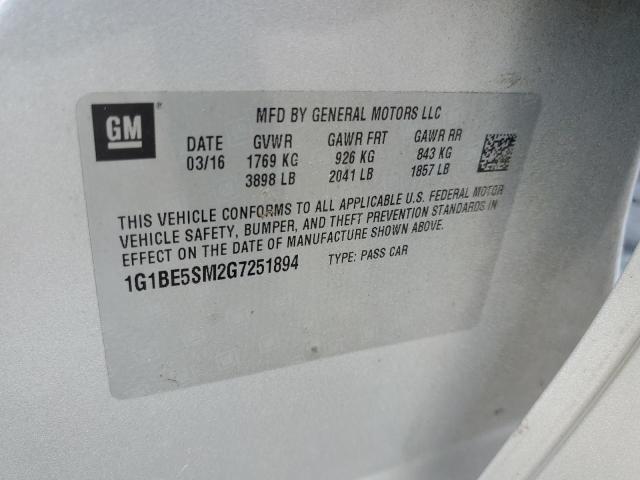 GM
MFD BY GENERAL MOTORS LLC
DATE GVWR GAWR FRT GAWR RR
03/16 1769 KG 926 KG 843 KG
3898 LB 2041 LB 1857 LB
THIS VEHICLE CONFORMS TO ALL APPLICABLE U.S. FEDERAL MOTOR
VEHICLE SAFETY, BUMPER, AND THEFT PREVENTION STANDARDS IN
EFFECT ON THE DATE OF MANUFACTURE SHOWN ABOVE.
1G1BE5SM2G7251894 TYPE: PASS CAR